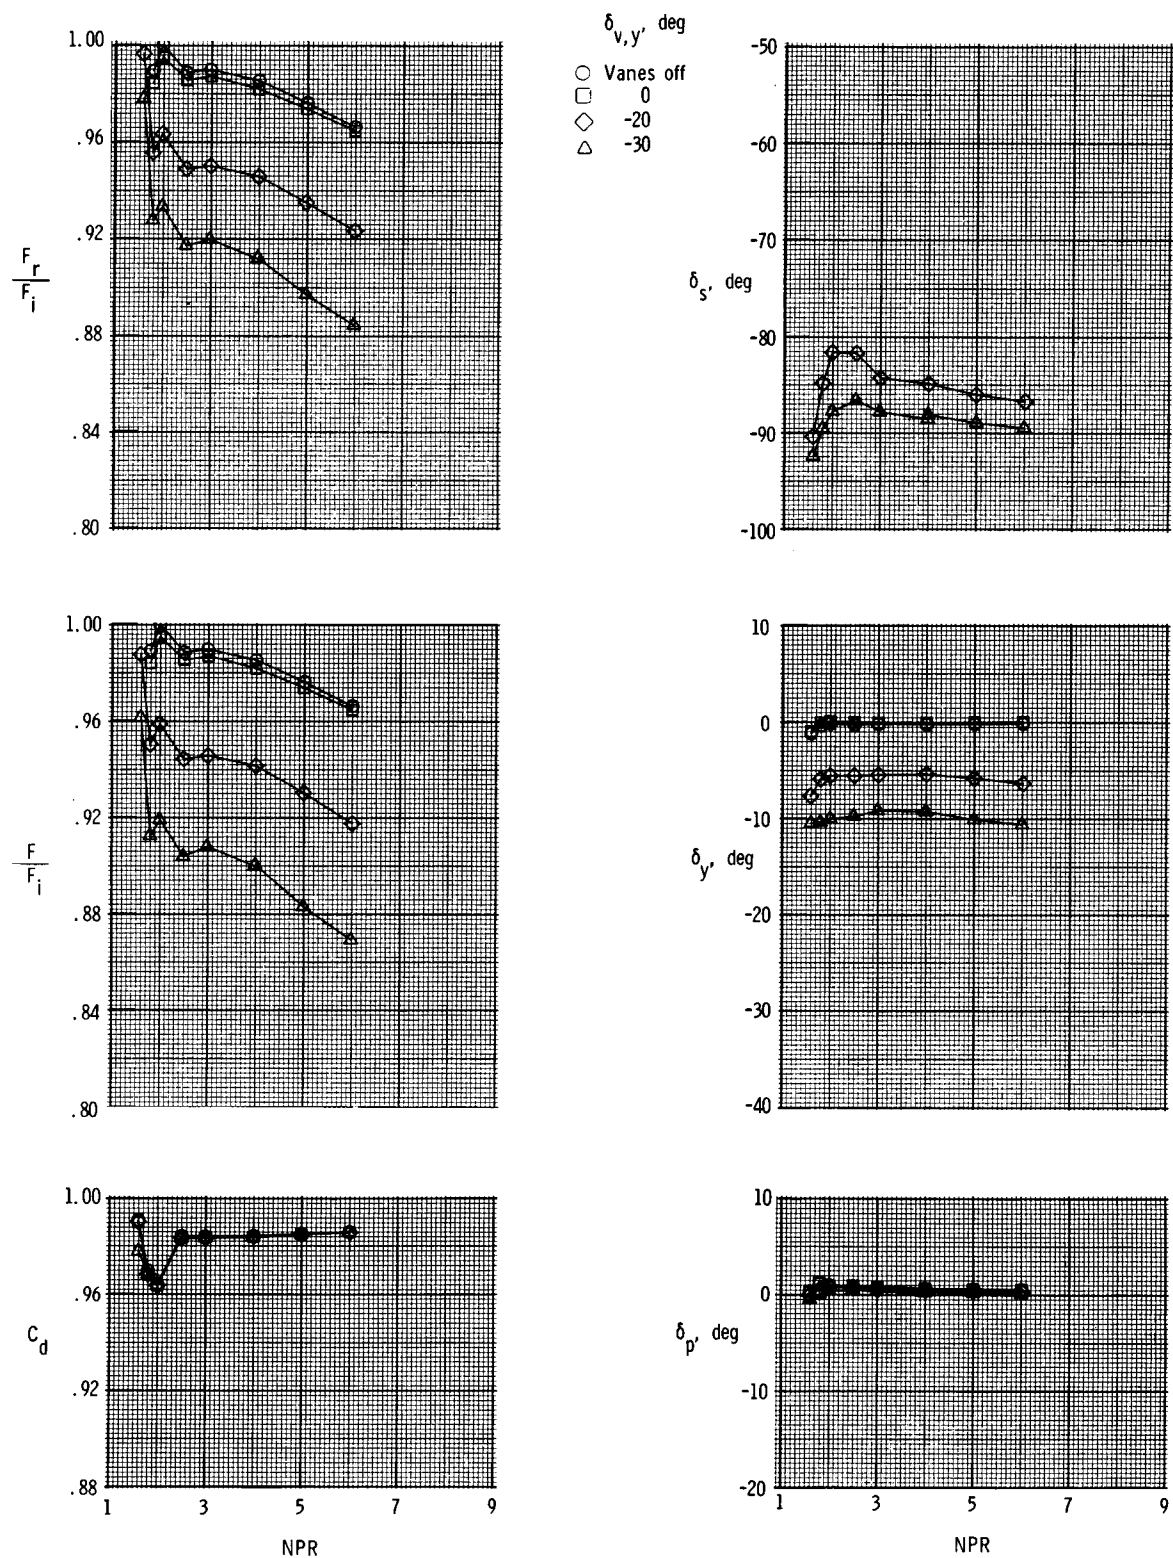 δv,y, deg
Vanes off
0
-20
-30
1.00
.96
.92
.88
.84
.80
Fr
Fi
-50
-60
-70
-80
-90
-100
δs, deg
1.00
.96
.92
.88
.84
.80
F
Fi
10
0
-10
-20
-30
-40
δy, deg
1.00
.96
.92
.88
Cd
1 3 5 7 9
NPR
10
0
-10
-20
δp, deg
1 3 5 7 9
NPR